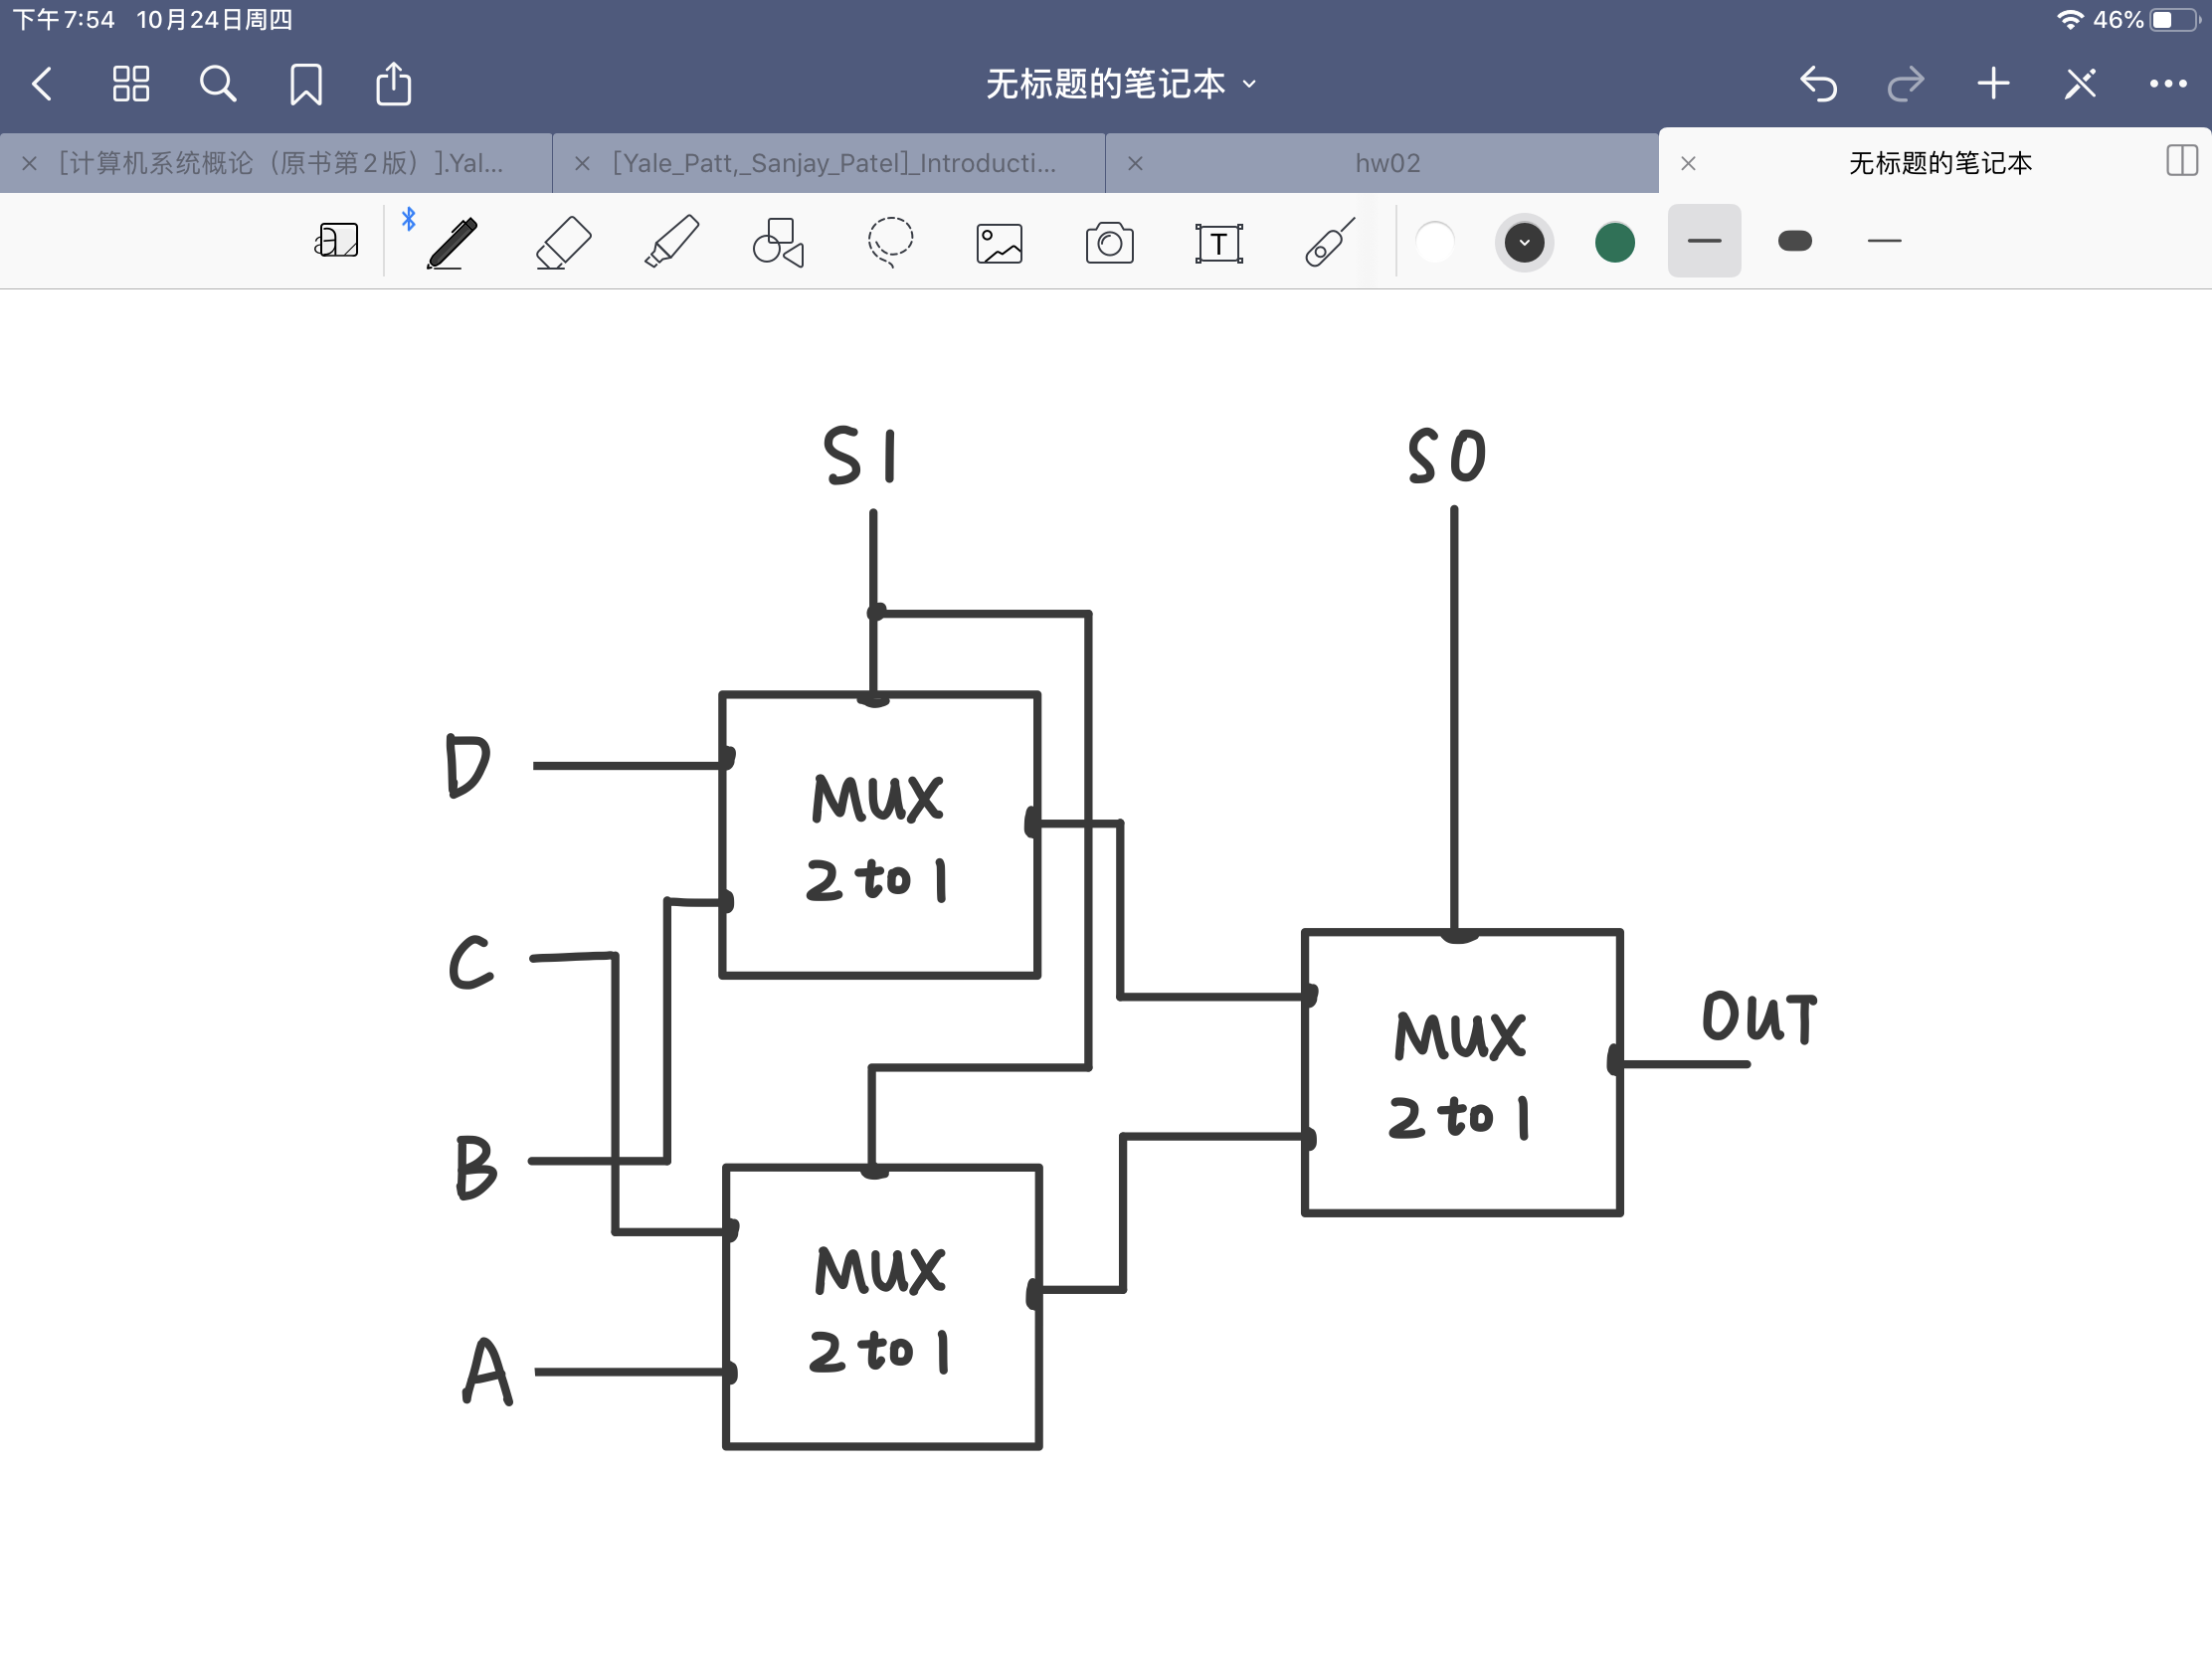 下午7:54 10月24日周四
46%
无标题的笔记本
[计算机系统概论（原书第2版）].Yal...
[Yale_Patt,_Sanjay_Patel]_Introducti...
hw02
无标题的笔记本
T
S1
S0
D
MUX
2 to 1
C
OUT
MUX
2 to 1
B
MUX
2 to 1
A